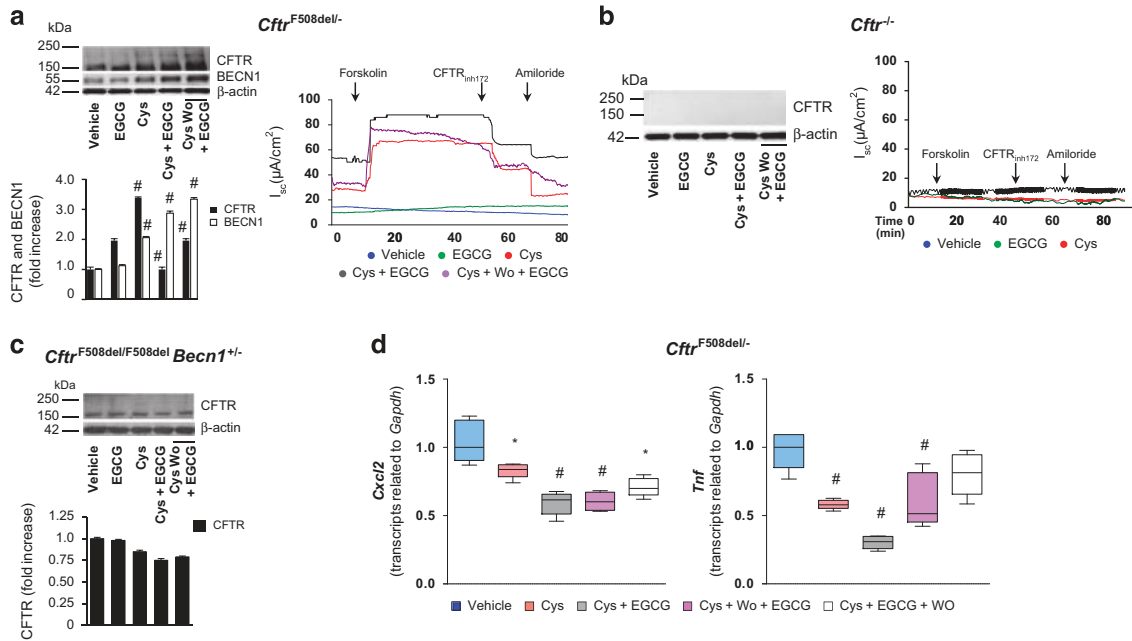 a
Cftr F508del/-
kDa
250
150
55
42
CFTR
BECN1
β-actin
Vehicle
EGCG
Cys
Cys + EGCG
Cys Wo
+ EGCG
CFTR and BECN1
(fold increase)
4.0
3.0
2.0
1.0
0.0
# # # # # #
CFTR
BECN1
Forskolin
CFTRinh172
Amiloride
Isc(µA/cm2)
100
80
60
40
20
0
0 20 40 60 80
Vehicle EGCG Cys
Cys + EGCG Cys + Wo + EGCG
b
Cftr-/-
kDa
250
150
42
CFTR
β-actin
Vehicle
EGCG
Cys
Cys + EGCG
Cys Wo
+ EGCG
Isc(µA/cm2)
100
80
60
40
20
0
Forskolin CFTRinh172 Amiloride
Time
(min)
0 20 40 60 80
Vehicle EGCG Cys
c
Cftr F508del/F508del Becn1+/-
kDa
250
150
42
CFTR
β-actin
Vehicle
EGCG
Cys
Cys + EGCG
Cys Wo
+ EGCG
CFTR (fold increase)
1.25
1.0
0.75
0.50
0.25
0
CFTR
d
Cftr F508del/-
Cxcl2
(transcripts related to Gapdh)
1.5
1.0
0.5
0.0
* # # *
Tnf
(transcripts related to Gapdh)
1.5
1.0
0.5
0.0
# # #
Vehicle Cys Cys + EGCG Cys + Wo + EGCG Cys + EGCG + WO